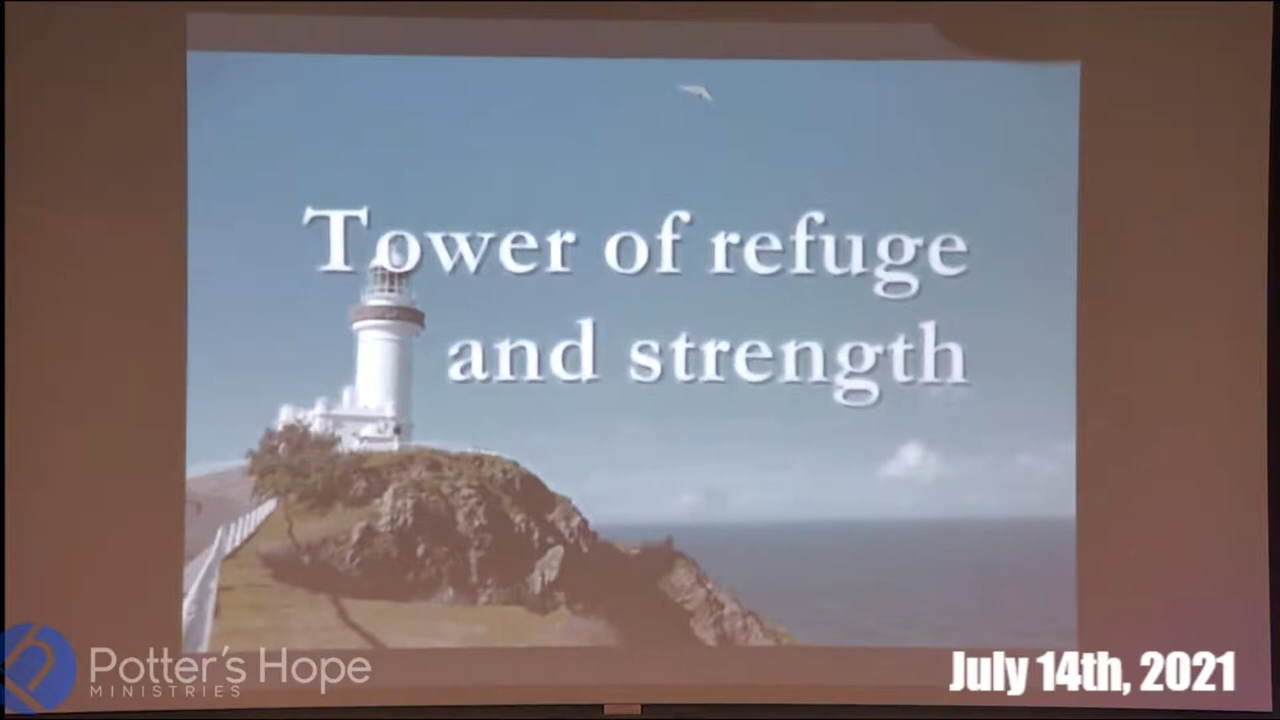 Tower of refuge
and strength
Potter's Hope
MINISTRIES
July 14th, 2021